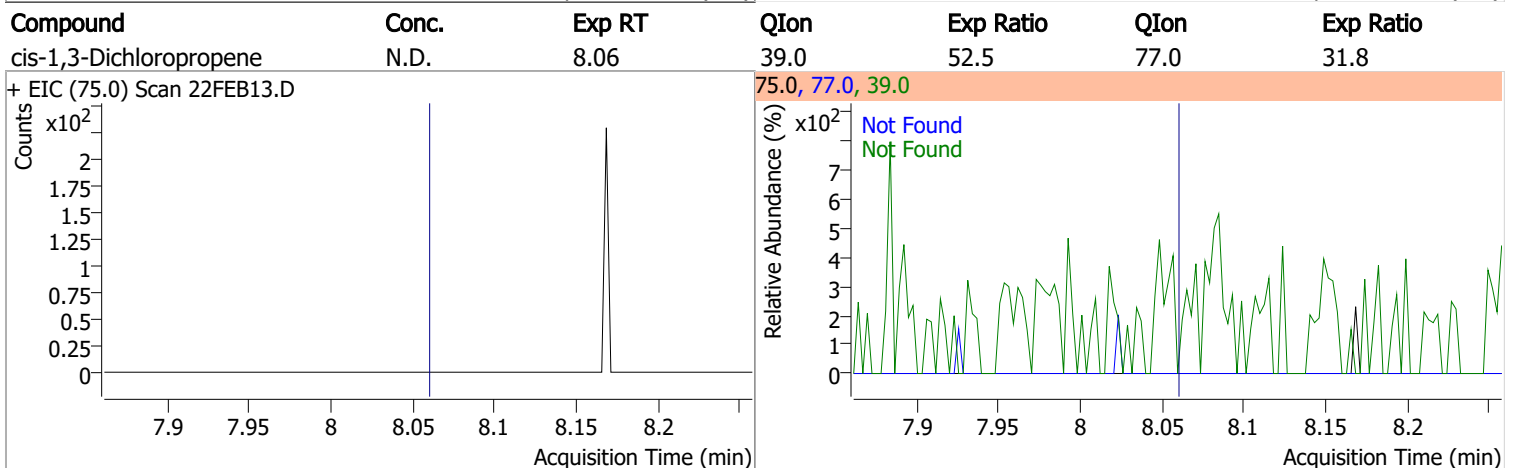 Compound Conc. Exp RT QIon Exp Ratio QIon Exp Ratio
cis-1,3-Dichloropropene N.D. 8.06 39.0 52.5 77.0 31.8
+ EIC (75.0) Scan 22FEB13.D
Counts
x10²
2
1.75
1.5
1.25
1
0.75
0.5
0.25
0
7.9 7.95 8 8.05 8.1 8.15 8.2
Acquisition Time (min)
75.0, 77.0, 39.0
Relative Abundance (%)
x10²
Not Found
Not Found
7
6
5
4
3
2
1
0
7.9 7.95 8 8.05 8.1 8.15 8.2
Acquisition Time (min)